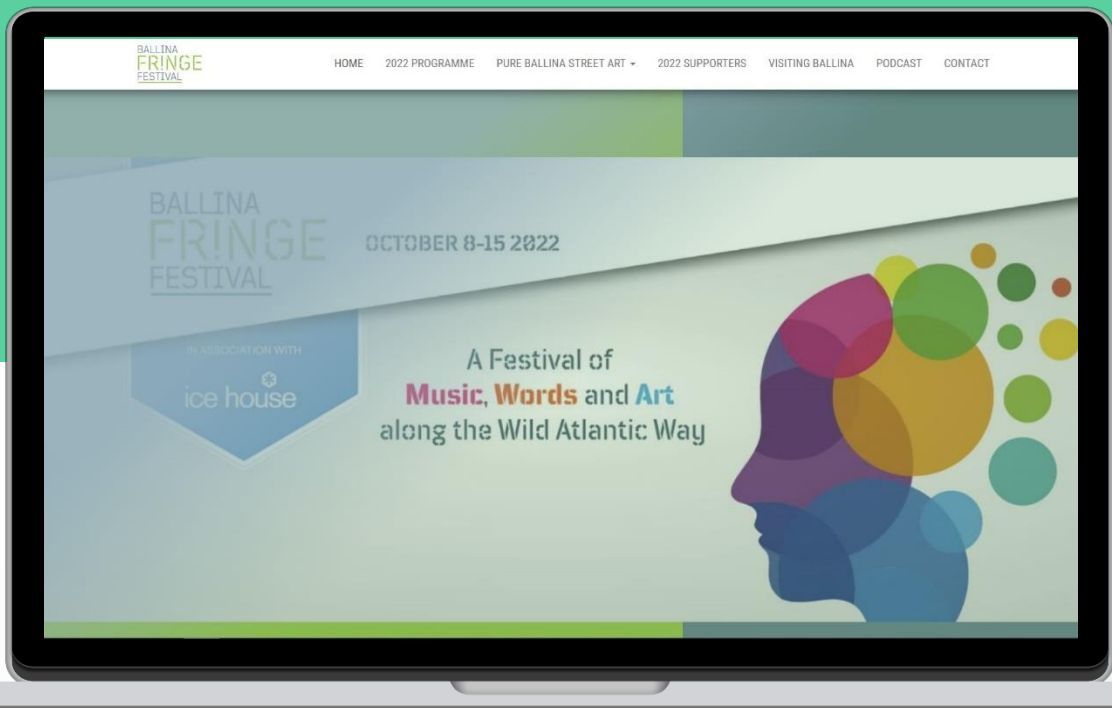 BALLINA
FR!NGE
FESTIVAL
HOME 2022 PROGRAMME PURE BALLINA STREET ART 2022 SUPPORTERS VISITING BALLINA PODCAST CONTACT
BALLINA
FR!NGE
FESTIVAL
OCTOBER 8-15 2022
IN ASSOCIATION WITH
ice house
A Festival of
Music, Words and Art
along the Wild Atlantic Way